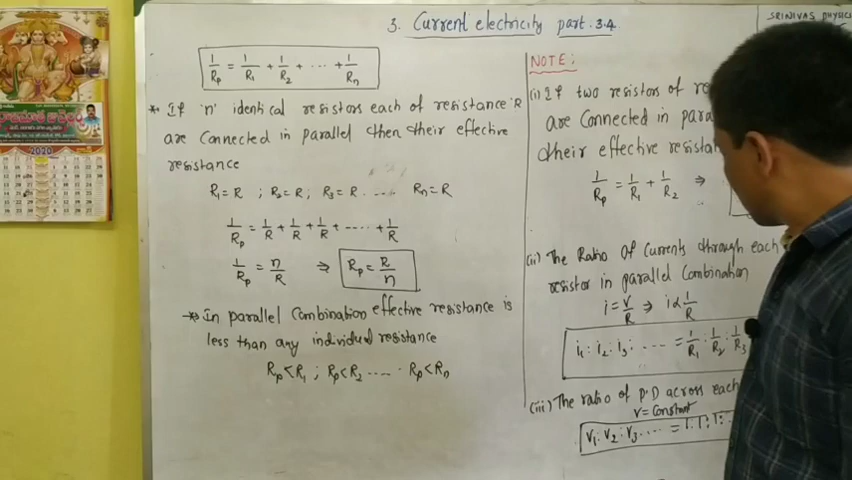 3. Current electricity part.3.4
SRINIVAS PHYSIC
1/Rp = 1/R1 + 1/R2 + ... + 1/Rn
* If 'n' identical resistors each of resistance 'R
are connected in parallel then their effective
resistance
R1 = R ; R2 = R ; R3 = R ..... Rn = R
1/Rp = 1/R + 1/R + 1/R + ---- + 1/R
1/Rp = n/R ⇒ Rp = R/n
* In parallel Combination effective resistance is
less than any individual resistance
Rp < R1 ; Rp < R2 ..... Rp < Rn
NOTE:
(i) If two resistors of
are connected in
their effective
1/Rp = 1/R1 + 1/R2 ⇒
(ii) The Ratio of Currents through each
resistor in parallel Combination
i = V/R ⇒ i ∝ 1/R
i1 : i2 : i3 : ..... = 1/R1 : 1/R2 : 1/R3
(iii) The ratio of P.D across each
V = Constant
V1 : V2 : V3 .... = 1 : 1 : 1 :
2020